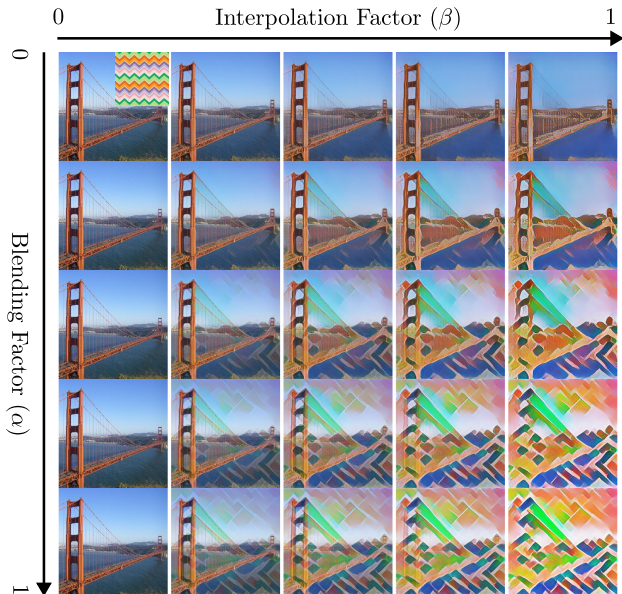 0 Interpolation Factor (β) 1
0
Blending Factor (α)
1